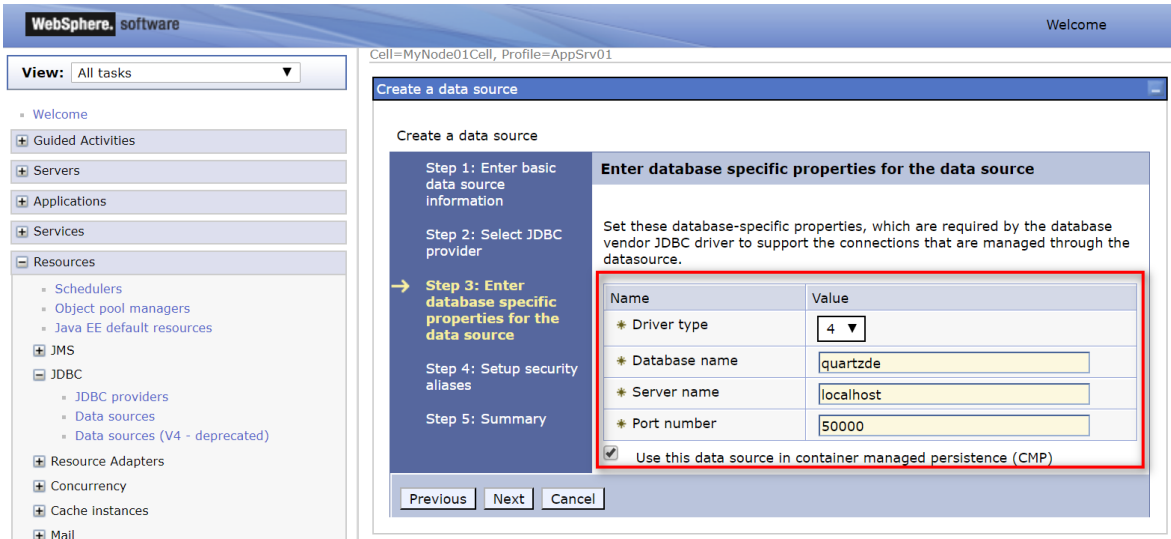 WebSphere. software
Welcome
View: All tasks
Welcome
Guided Activities
Servers
Applications
Services
Resources
Schedulers
Object pool managers
Java EE default resources
JMS
JDBC
JDBC providers
Data sources
Data sources (V4 - deprecated)
Resource Adapters
Concurrency
Cache instances
Mail
Cell=MyNode01Cell, Profile=AppSrv01
Create a data source
Create a data source
Step 1: Enter basic
data source
information
Step 2: Select JDBC
provider
Step 3: Enter
database specific
properties for the
data source
Step 4: Setup security
aliases
Step 5: Summary
Enter database specific properties for the data source
Set these database-specific properties, which are required by the database
vendor JDBC driver to support the connections that are managed through the
datasource.
Name Value
Driver type 4
Database name quartzde
Server name localhost
Port number 50000
Use this data source in container managed persistence (CMP)
Previous Next Cancel